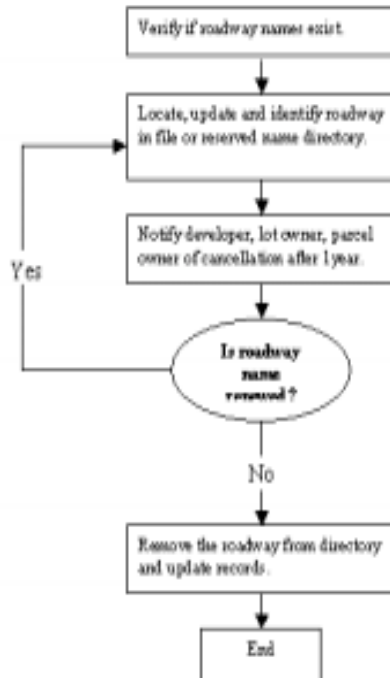 Verify if roadway names exist.
Locate, update and identify roadway
in file or reserved name directory.
Notify developer, lot owner, parcel
owner of cancellation after 1 year.
Yes
Is roadway
name
renewed ?
No
Remove the roadway from directory
and update records.
End